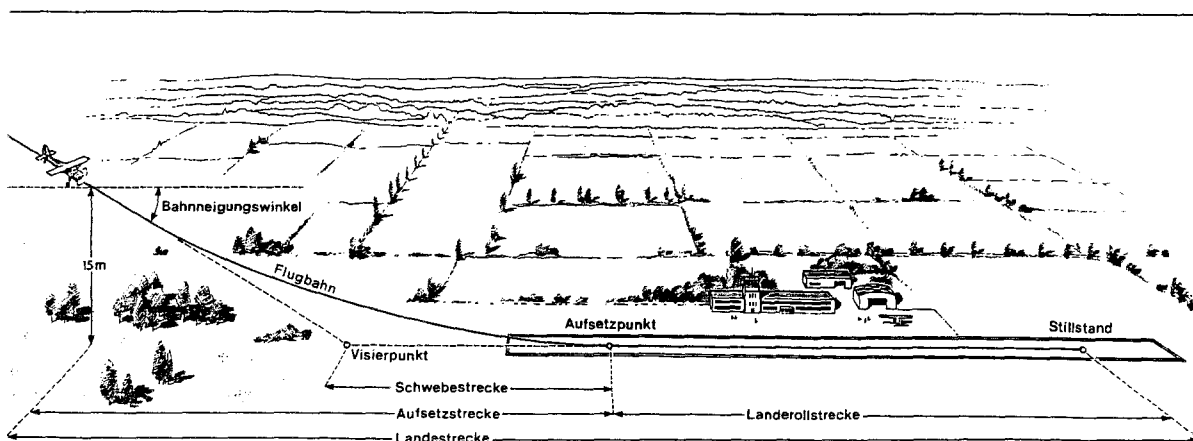 Bahnneigungswinkel
15m
Flugbahn
Aufsetzpunkt
Stillstand
Visierpunkt
Schwebestrecke
Aufsetzstrecke
Landerollstrecke
Landestrecke